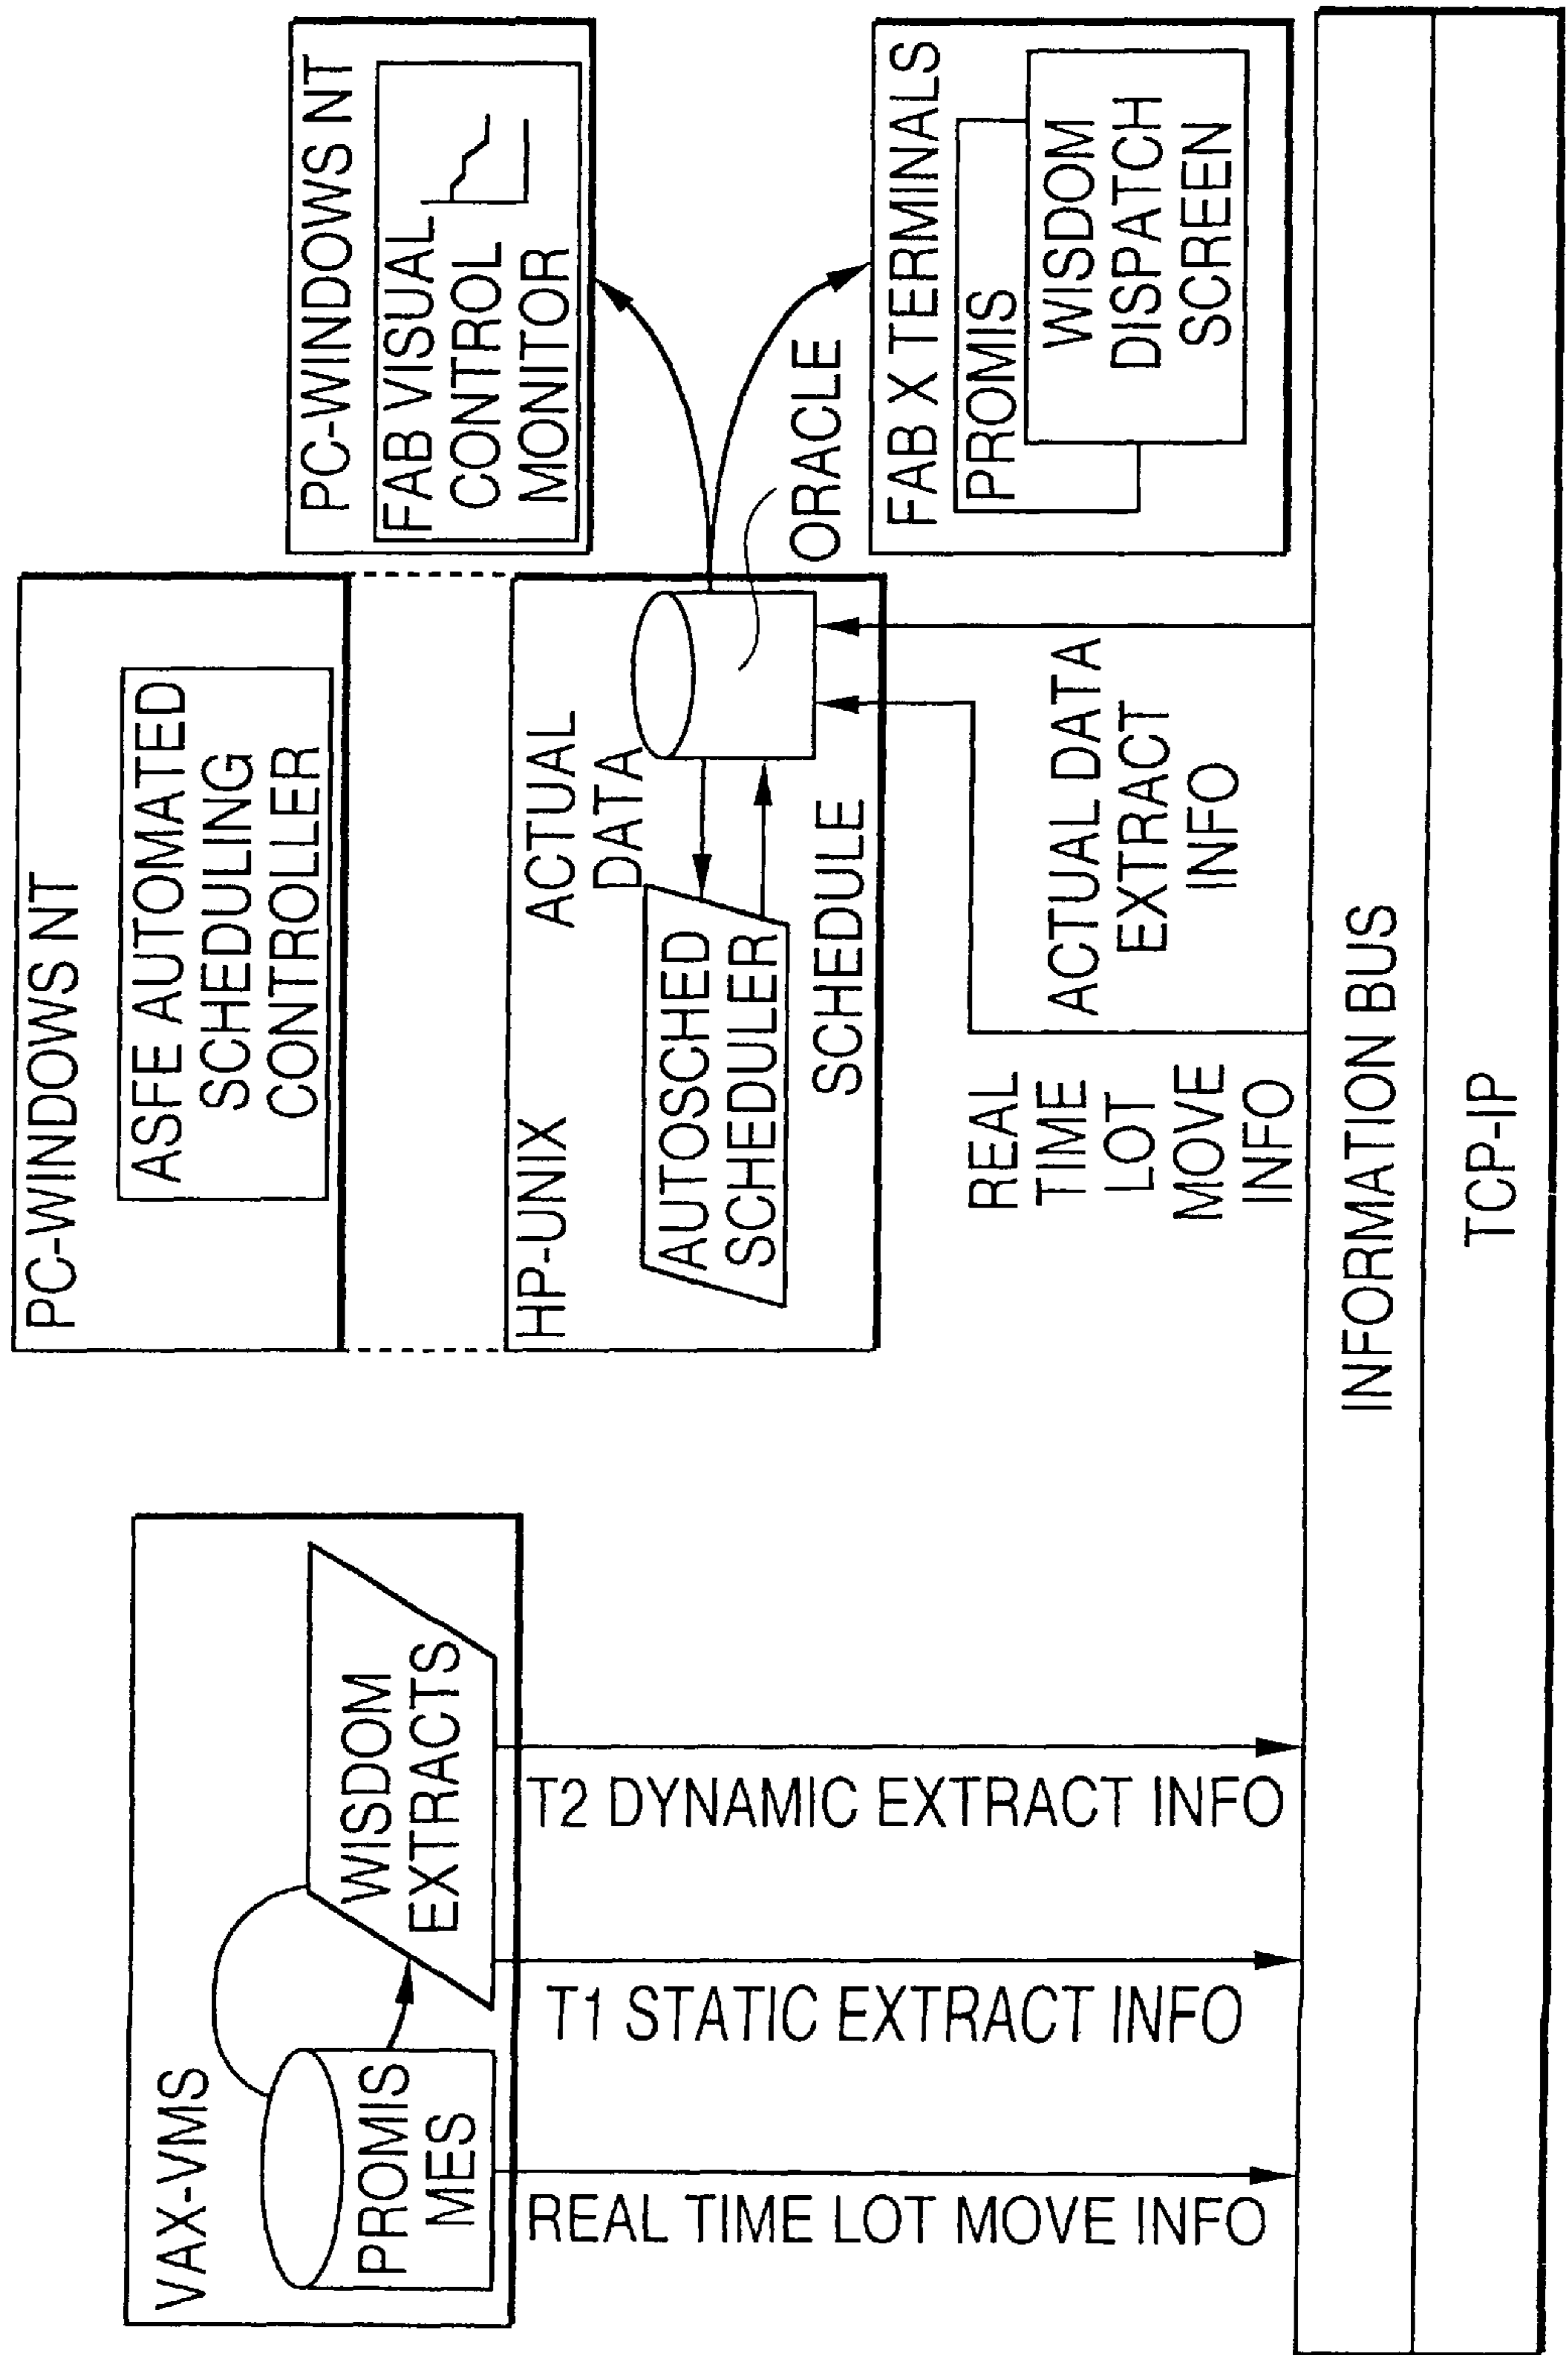 VAX-VMS
PROMIS
MES
WISDOM
EXTRACTS
REAL TIME LOT MOVE INFO
T1 STATIC EXTRACT INFO
T2 DYNAMIC EXTRACT INFO
PC-WINDOWS NT
ASFE AUTOMATED
SCHEDULING
CONTROLLER
HP-UNIX
ACTUAL
DATA
AUTOSCHED
SCHEDULER
SCHEDULE
ORACLE
REAL
TIME
LOT
MOVE
INFO
ACTUAL DATA
EXTRACT
INFO
PC-WINDOWS NT
FAB VISUAL
CONTROL
MONITOR
FAB X TERMINALS
PROMIS
WISDOM
DISPATCH
SCREEN
INFORMATION BUS
TCP-IP